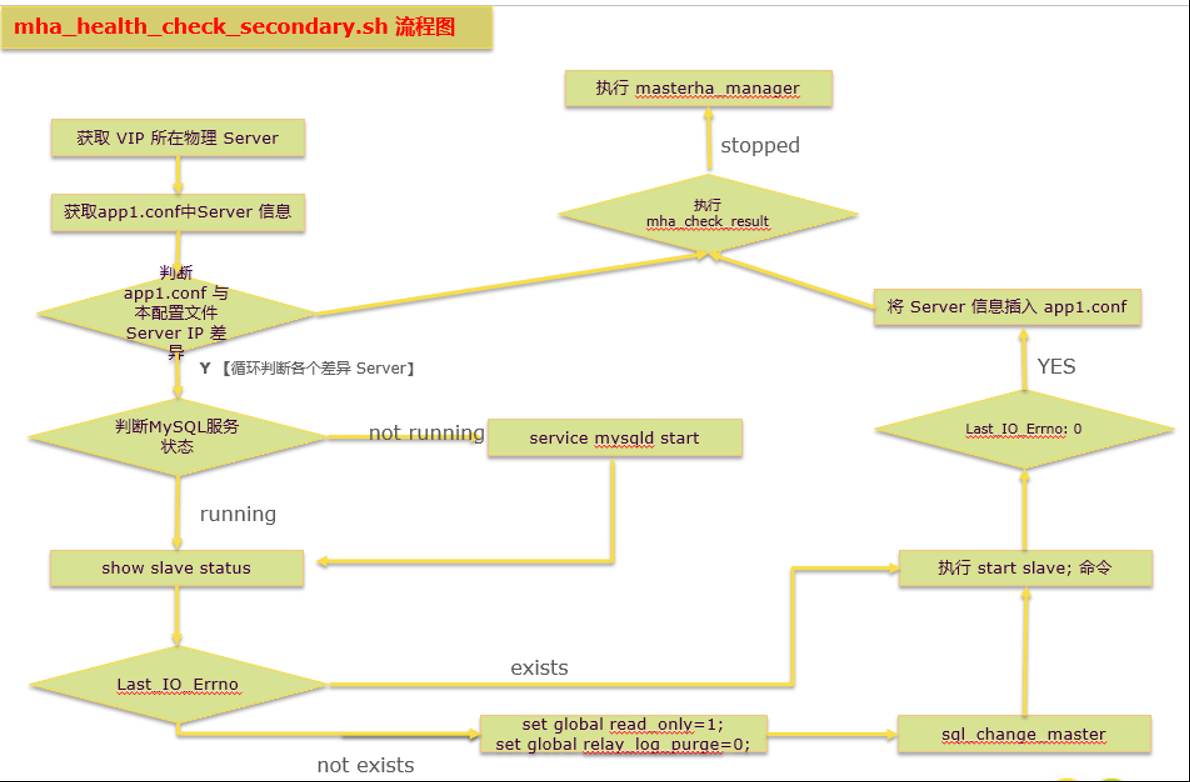 mha_health_check_secondary.sh 流程图
执行 masterha_manager
stopped
获取 VIP 所在物理 Server
获取app1.conf中Server 信息
执行
mha_check_result
判断
app1.conf 与
本配置文件
Server IP 差
异
将 Server 信息插入 app1.conf
Y 【循环判断各个差异 Server】
YES
判断MySQL服务
状态
not running
service mysqld start
Last_IO_Errno: 0
running
show slave status
执行 start slave; 命令
Last_IO_Errno
exists
set global read_only=1;
set global relay_log_purge=0;
sql_change_master
not exists